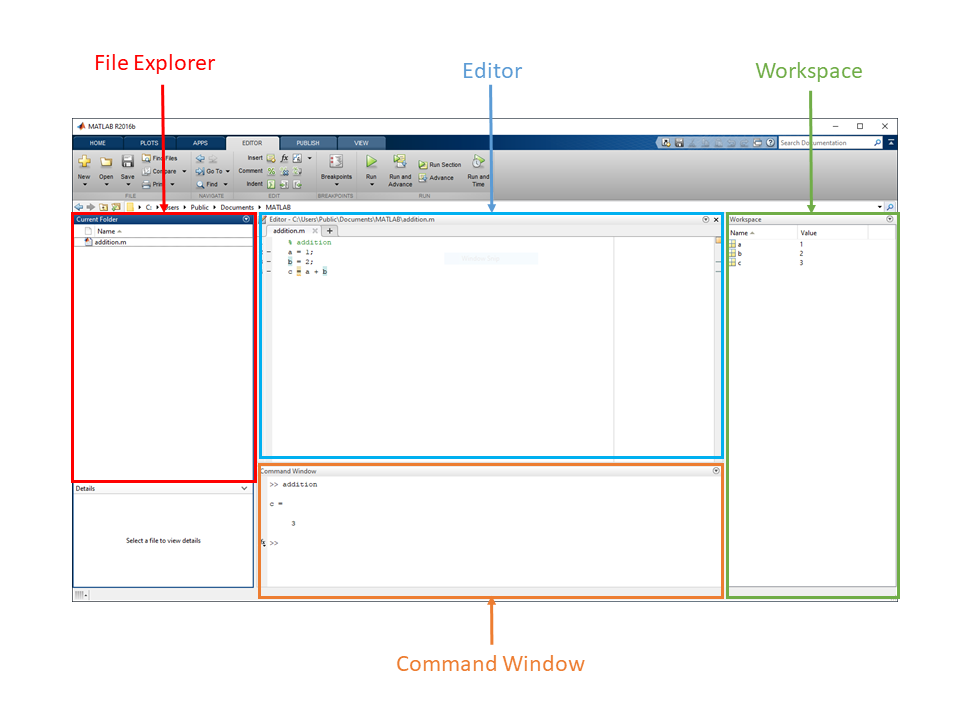 File Explorer
Editor
Workspace
MATLAB R2016b
HOME PLOTS APPS EDITOR PUBLISH VIEW
Search Documentation
New Open Save Find Files Compare Print
Go To Find
Insert fx
Comment
Indent
Breakpoints
Run Run and Advance Run Section Advance Run and Time
FILE NAVIGATE EDIT BREAKPOINTS RUN
C: Users Public Documents MATLAB
Current Folder
Name
addition.m
Editor - C:\Users\Public\Documents\MATLAB\addition.m
addition.m
% addition
a = 1;
b = 2;
c = a + b
Workspace
Name Value
a 1
b 2
c 3
Details
Select a file to view details
Command Window
>> addition
c =
3
fx >>
Command Window